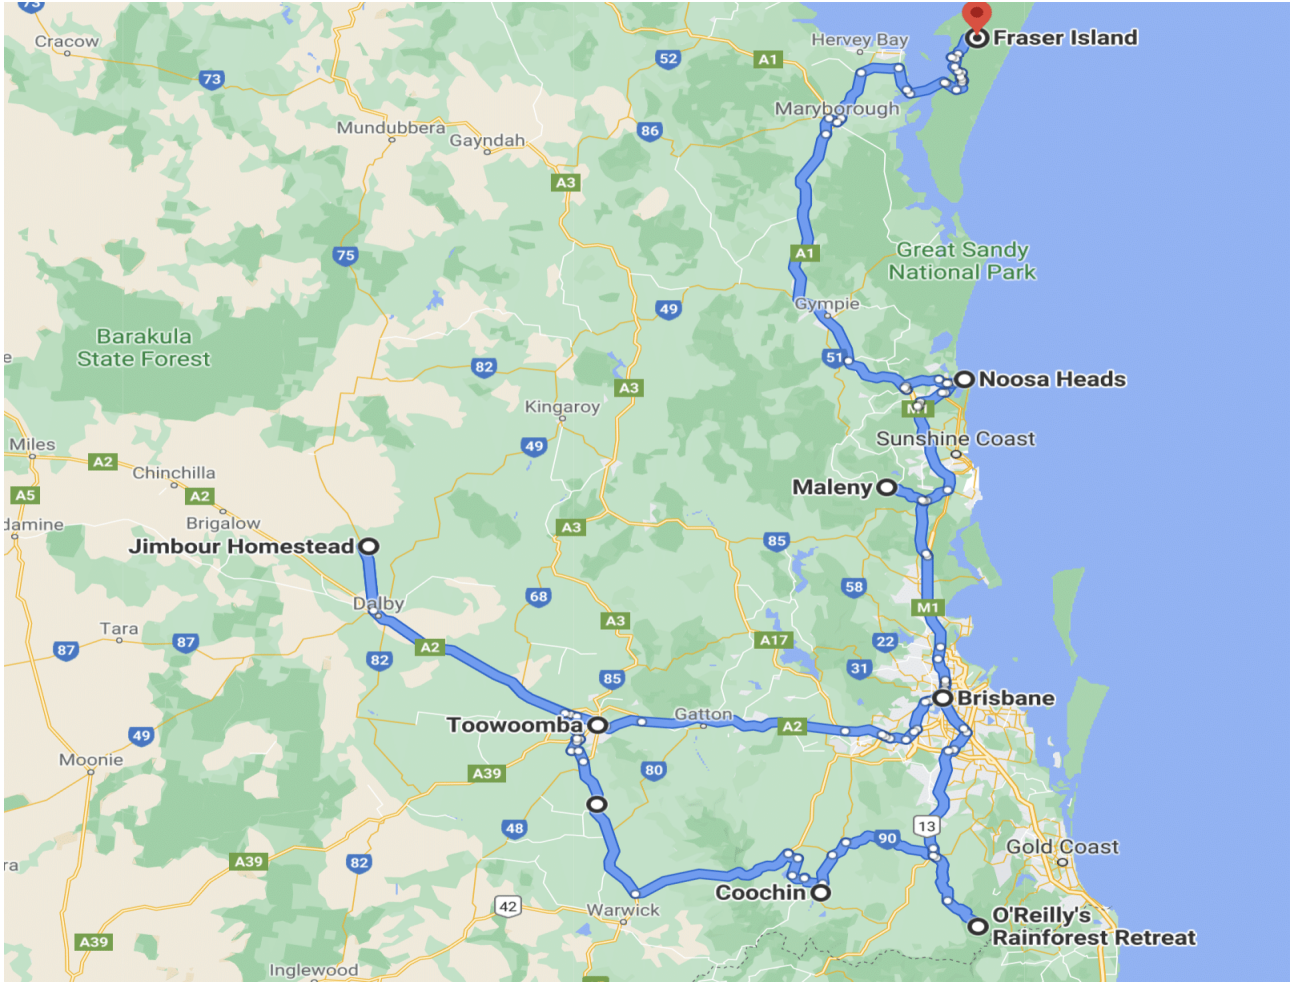 73
Cracow
73
52
A1
Hervey Bay
Fraser Island
Maryborough
Mundubbera
Gayndah
86
A3
75
A1
Great Sandy
National Park
Gympie
49
Barakula
State Forest
82
51
Noosa Heads
A3
Kingaroy
M1
Sunshine Coast
49
Miles
A2
Chinchilla
A2
A5
Maleny
damine
Brigalow
A3
85
Jimbour Homestead
58
68
Dalby
M1
Tara
A3
A17
22
87
87
A2
82
31
85
Brisbane
Toowoomba
Gatton
A2
49
Moonie
A39
80
48
13
90
Gold Coast
ra
A39
82
Coochin
42
Warwick
O'Reilly's
Rainforest Retreat
A39
Inglewood